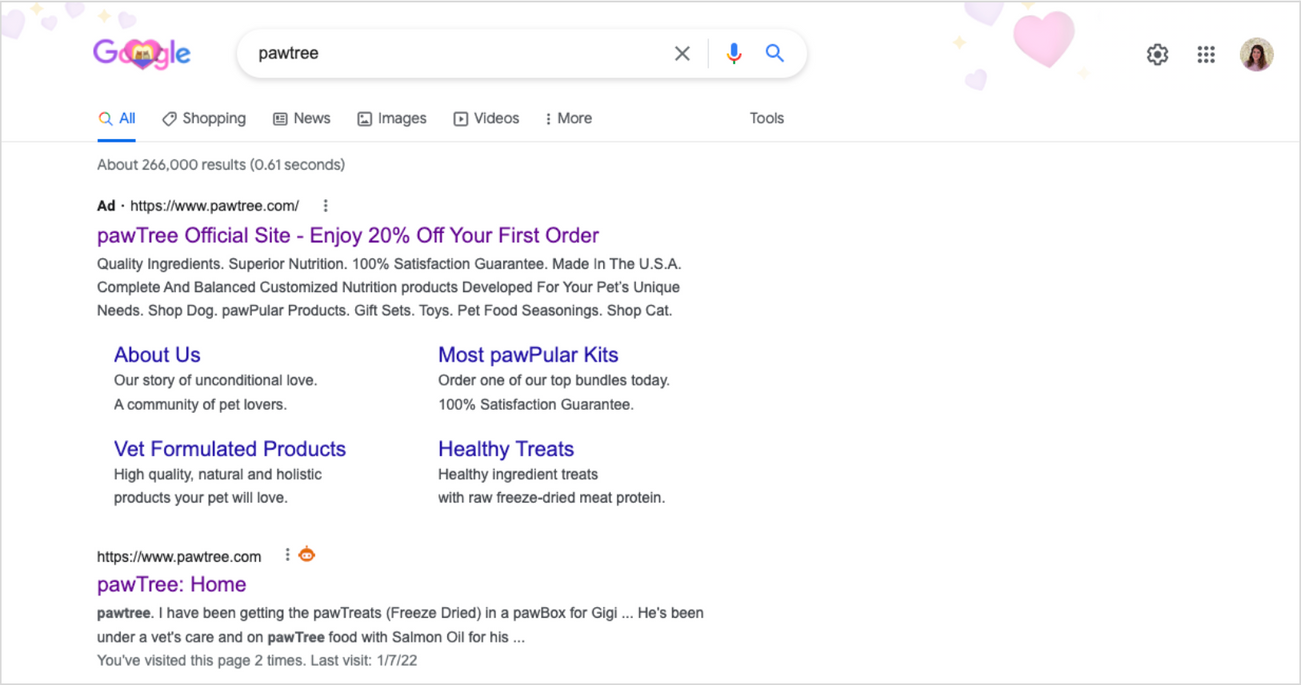 Google
pawtree
All Shopping News Images Videos More Tools
About 266,000 results (0.61 seconds)
Ad · https://www.pawtree.com/
pawTree Official Site - Enjoy 20% Off Your First Order
Quality Ingredients. Superior Nutrition. 100% Satisfaction Guarantee. Made In The U.S.A.
Complete And Balanced Customized Nutrition products Developed For Your Pet's Unique
Needs. Shop Dog. pawPular Products. Gift Sets. Toys. Pet Food Seasonings. Shop Cat.
About Us
Our story of unconditional love.
A community of pet lovers.
Most pawPular Kits
Order one of our top bundles today.
100% Satisfaction Guarantee.
Vet Formulated Products
High quality, natural and holistic
products your pet will love.
Healthy Treats
Healthy ingredient treats
with raw freeze-dried meat protein.
https://www.pawtree.com
pawTree: Home
pawtree. I have been getting the pawTreats (Freeze Dried) in a pawBox for Gigi ... He's been
under a vet's care and on pawTree food with Salmon Oil for his ...
You've visited this page 2 times. Last visit: 1/7/22